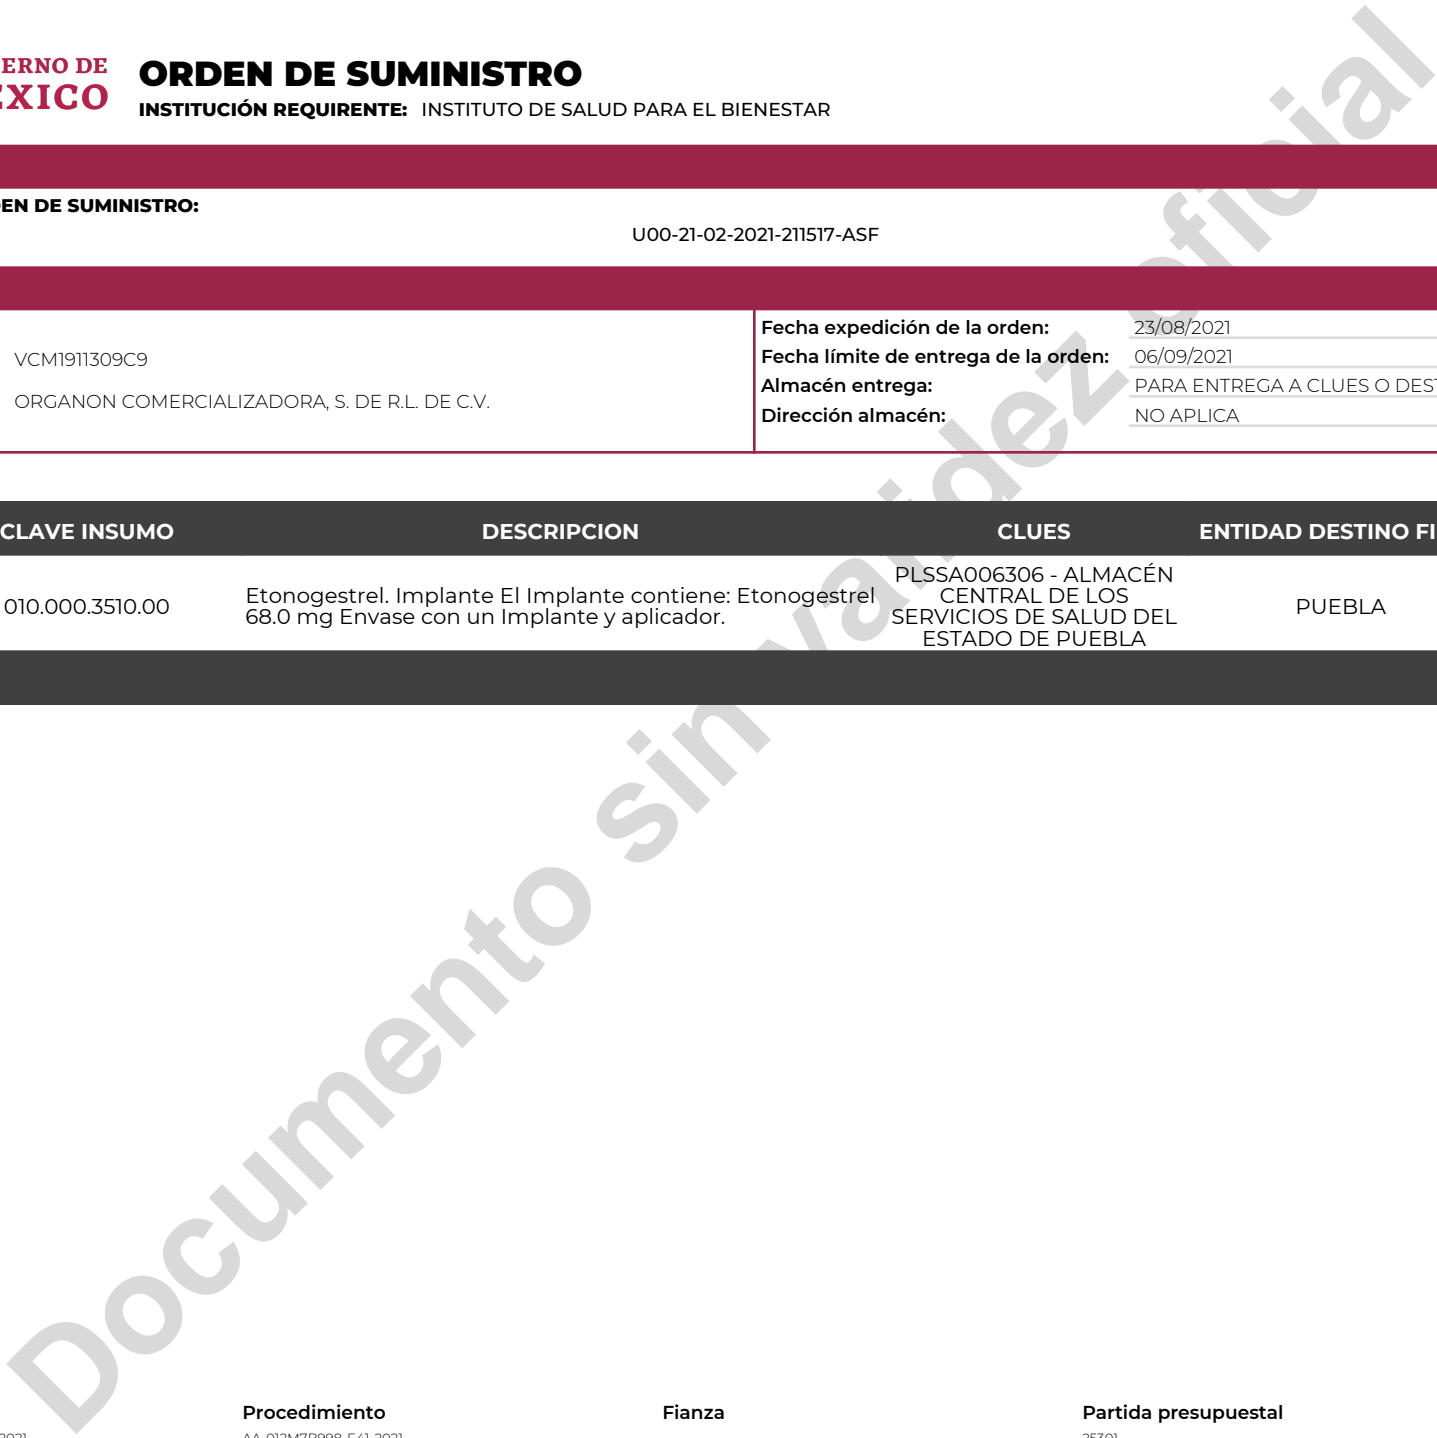 ERNO DE
ORDEN DE SUMINISTRO
EXICO
INSTITUCIÓN REQUIRENTE: INSTITUTO DE SALUD PARA EL BIENESTAR
EN DE SUMINISTRO:
U00-21-02-2021-211517-ASF
VCM1911309C9
ORGANON COMERCIALIZADORA, S. DE R.L. DE C.V.
Fecha expedición de la orden: 23/08/2021
Fecha límite de entrega de la orden: 06/09/2021
Almacén entrega: PARA ENTREGA A CLUES O DEST
Dirección almacén: NO APLICA
CLAVE INSUMO DESCRIPCION CLUES ENTIDAD DESTINO FI
010.000.3510.00
Etonogestrel. Implante El Implante contiene: Etonogestrel
68.0 mg Envase con un Implante y aplicador.
PLSSA006306 - ALMACÉN
CENTRAL DE LOS
SERVICIOS DE SALUD DEL
ESTADO DE PUEBLA
PUEBLA
Documento sin validez oficial
Procedimiento Fianza Partida presupuestal